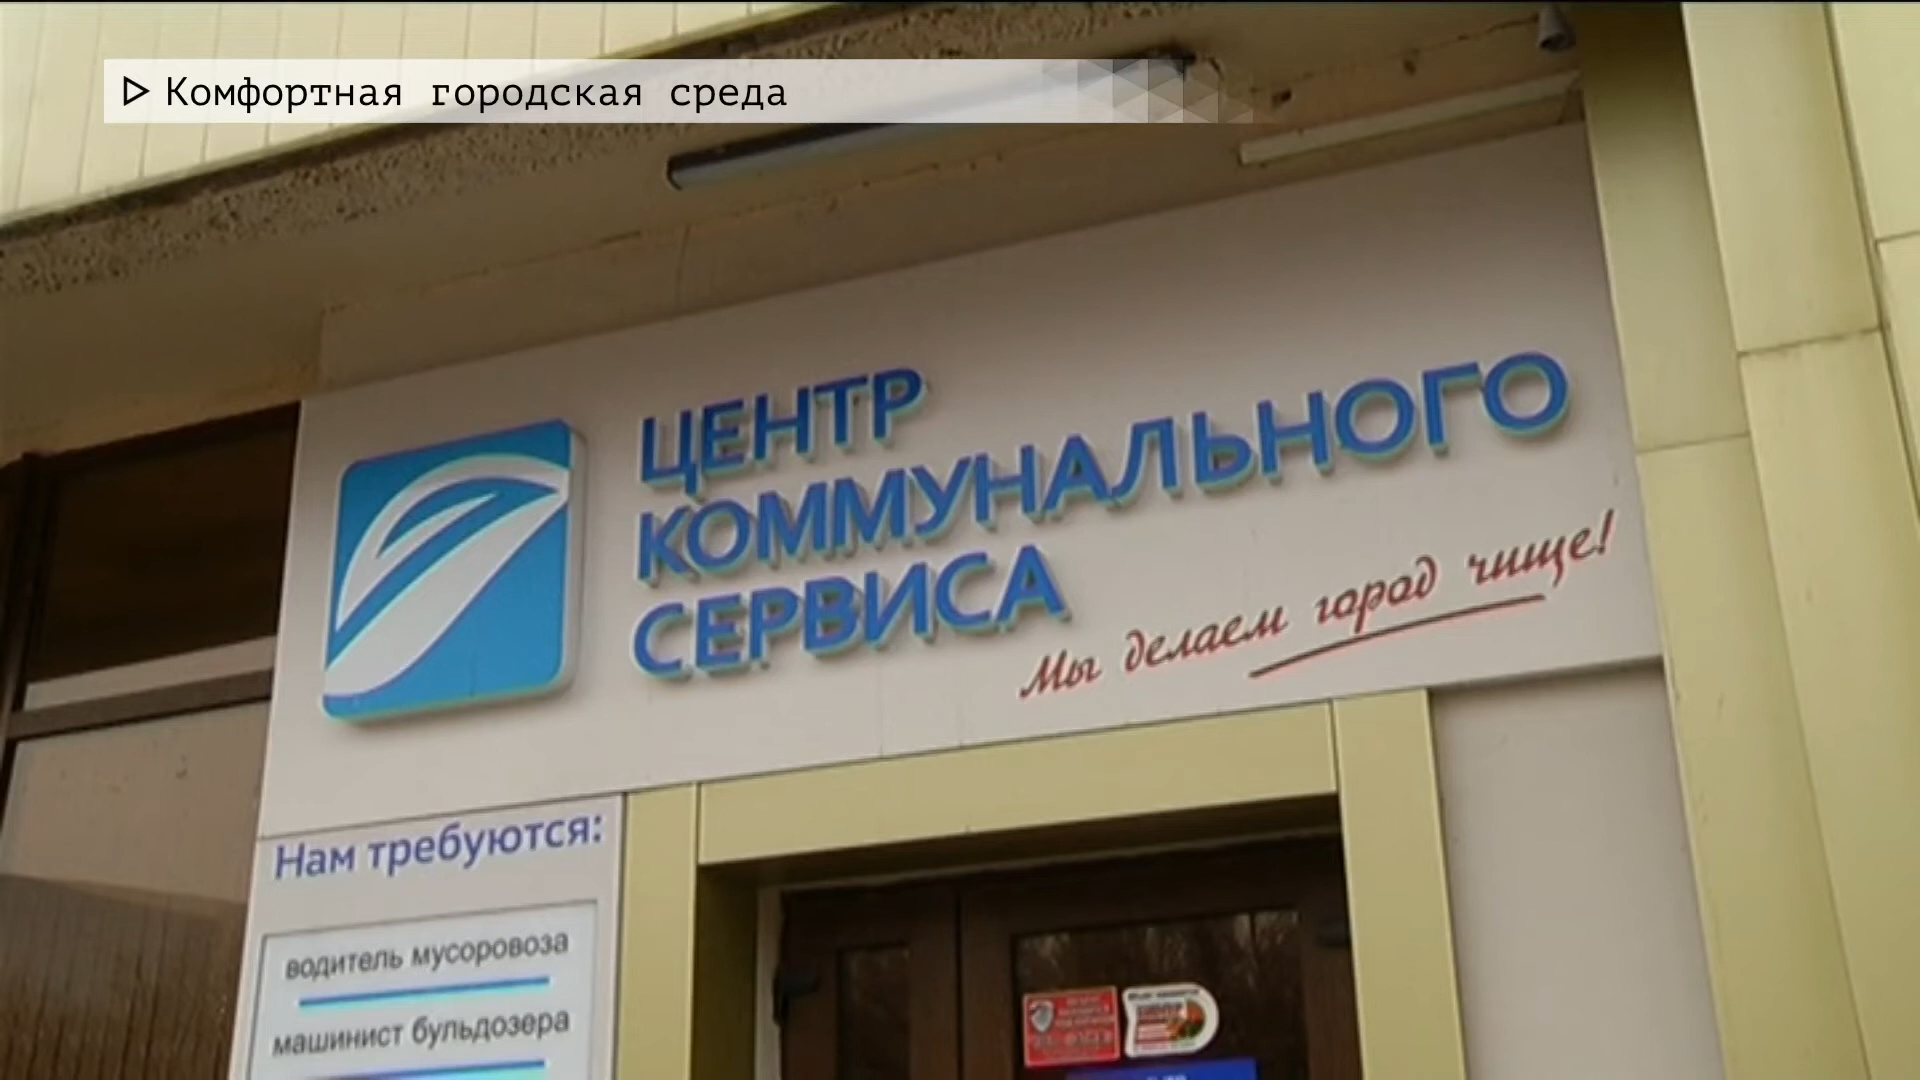 Комфортная городская среда
ЦЕНТР
КОММУНАЛЬНОГО
СЕРВИСА
Мы делаем город чище!
Нам требуются:
водитель мусоровоза
машинист бульдозера